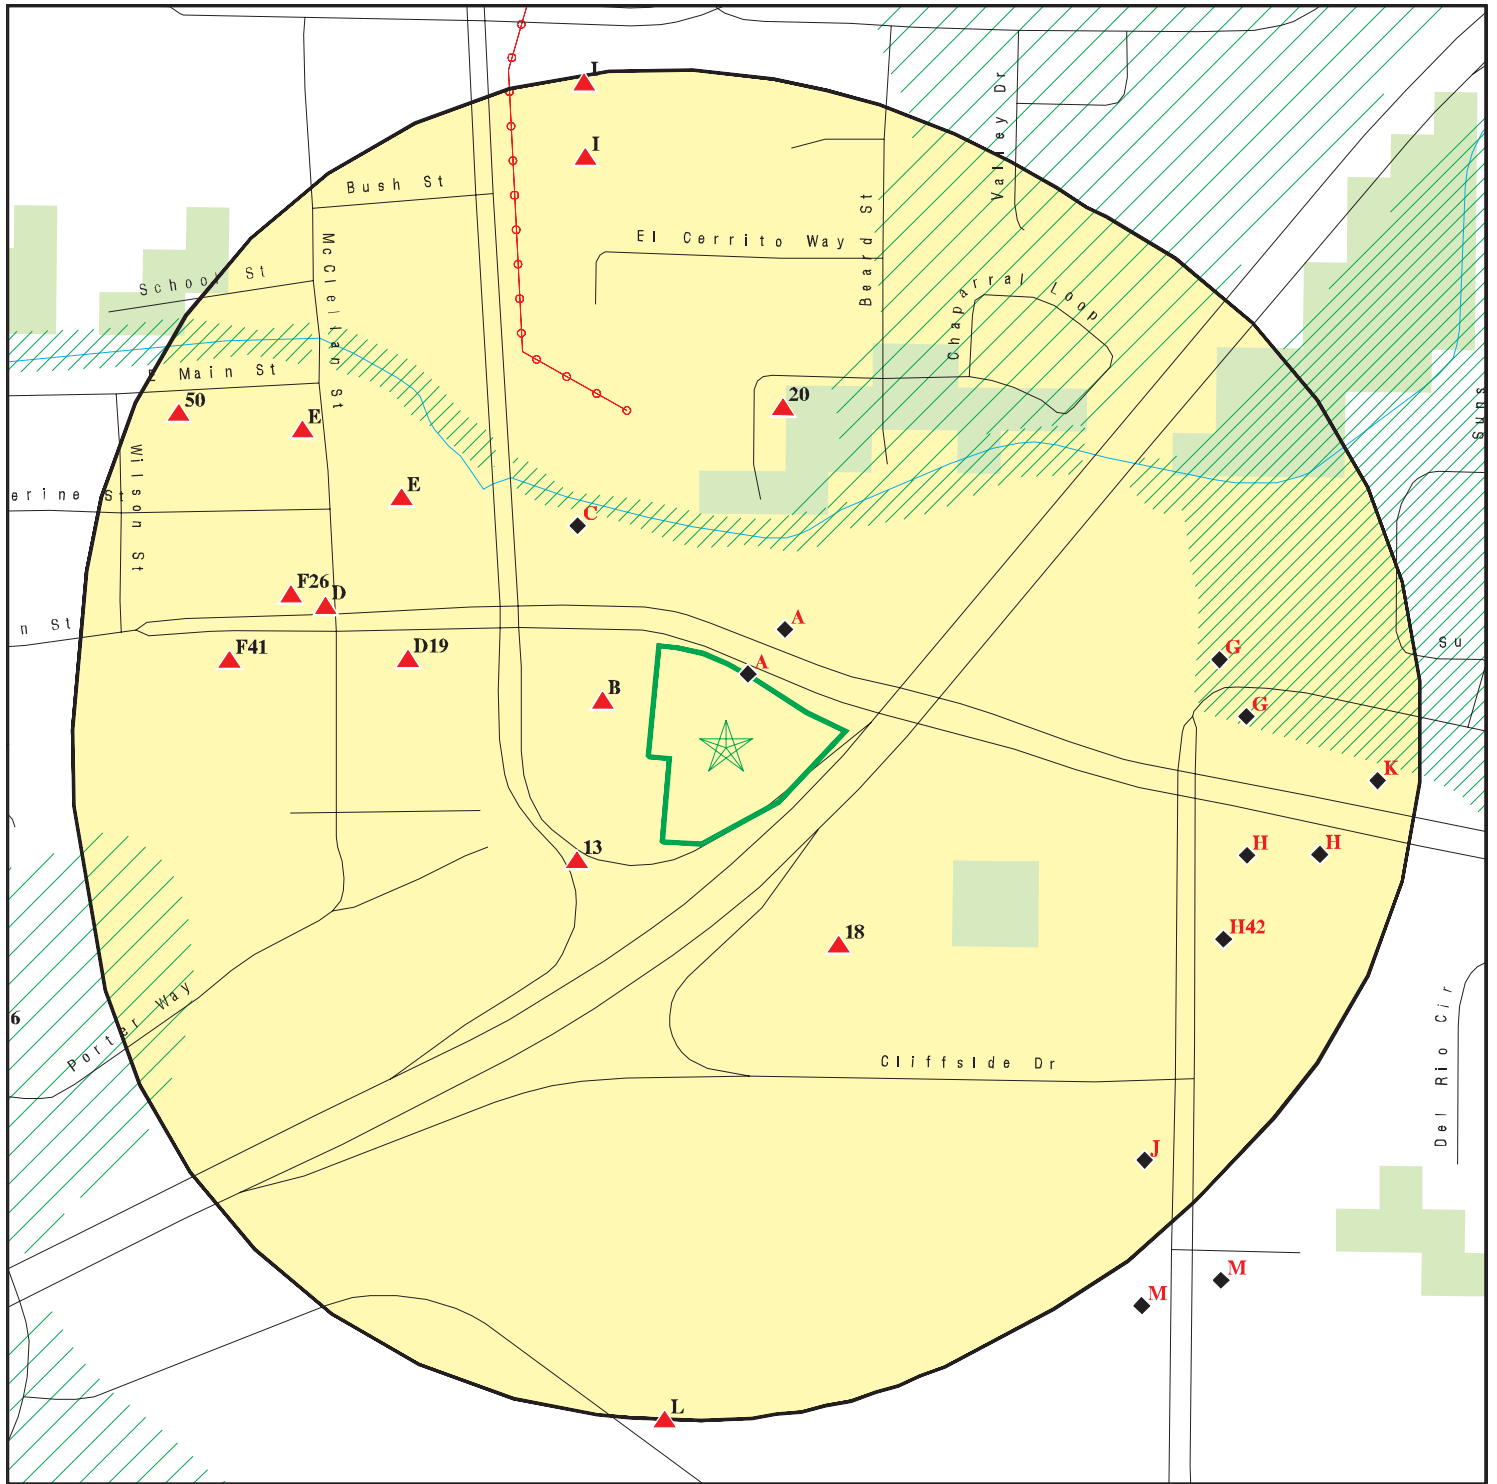 I
Valley Dr
I
Bush St
McClellan St
El Cerrito Way
Beard St
School St
Chaparral Loop
E Main St
50
E
20
Wilson St
erine St
E
C
F26
D
n St
F41
D19
A
A
B
G
G
Su
K
13
H
H
18
H42
6
Porter Way
Cliffside Dr
Del Rio Cir
J
M
M
L